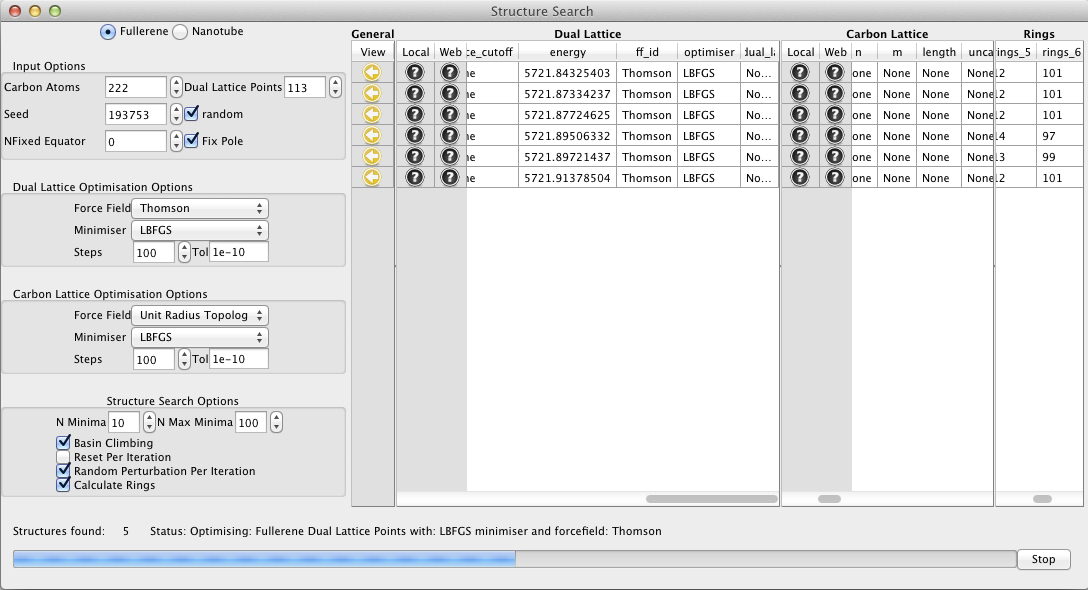 Structure Search
Fullerene Nanotube
Input Options
Carbon Atoms 222 Dual Lattice Points 113
Seed 193753 random
NFixed Equator 0 Fix Pole
Dual Lattice Optimisation Options
Force Field Thomson
Minimiser LBFGS
Steps 100 Tol 1e-10
Carbon Lattice Optimisation Options
Force Field Unit Radius Topolog
Minimiser LBFGS
Steps 100 Tol 1e-10
Structure Search Options
N Minima 10 N Max Minima 100
Basin Climbing
Reset Per Iteration
Random Perturbation Per Iteration
Calculate Rings
General Dual Lattice Carbon Lattice Rings
View Local Web ce_cutoff energy ff_id optimiser dual_la Local Web n m length unca rings_5 rings_6
? ? ne 5721.84325403 Thomson LBFGS No... ? ? one None None None 12 101
? ? ne 5721.87334237 Thomson LBFGS No... ? ? one None None None 12 101
? ? ne 5721.87724625 Thomson LBFGS No... ? ? one None None None 12 101
? ? ne 5721.89506332 Thomson LBFGS No... ? ? one None None None 14 97
? ? ne 5721.89721437 Thomson LBFGS No... ? ? one None None None 13 99
? ? ne 5721.91378504 Thomson LBFGS No... ? ? one None None None 12 101
Structures found: 5 Status: Optimising: Fullerene Dual Lattice Points with: LBFGS minimiser and forcefield: Thomson
Stop